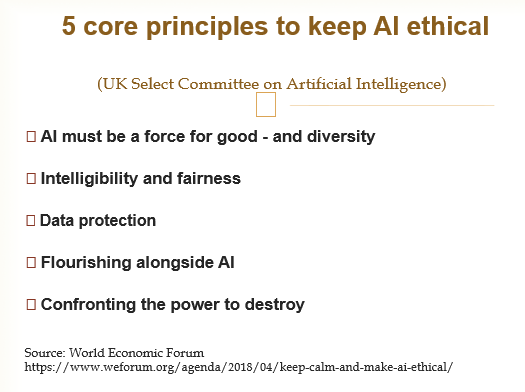 5 core principles to keep AI ethical
(UK Select Committee on Artificial Intelligence)
AI must be a force for good - and diversity
Intelligibility and fairness
Data protection
Flourishing alongside AI
Confronting the power to destroy
Source: World Economic Forum
https://www.weforum.org/agenda/2018/04/keep-calm-and-make-ai-ethical/